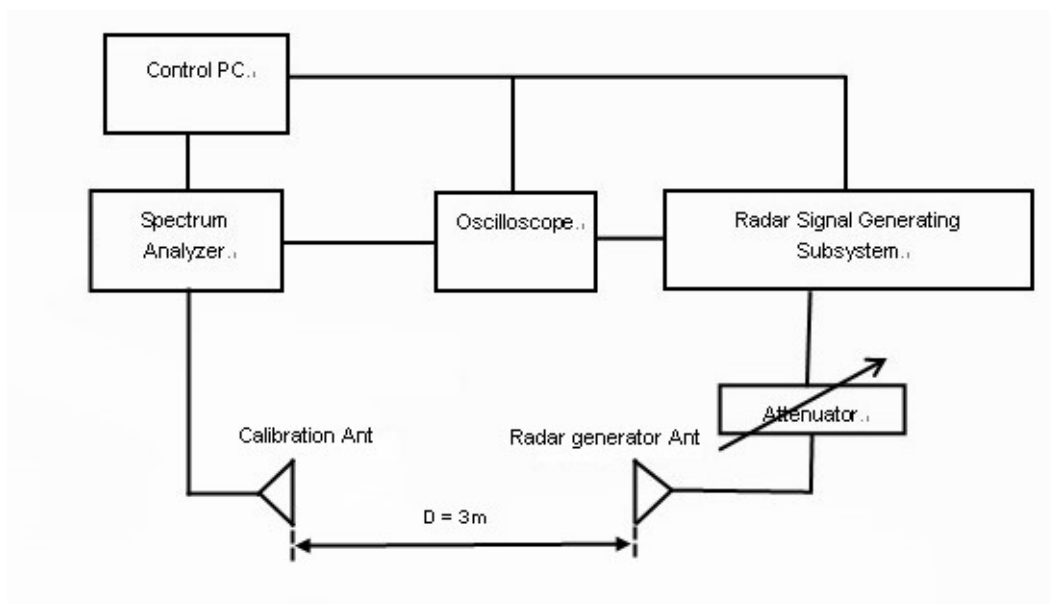 Control PC
Spectrum
Analyzer
Oscilloscope
Radar Signal Generating
Subsystem
Attenuator
Calibration Ant
Radar generator Ant
D = 3m